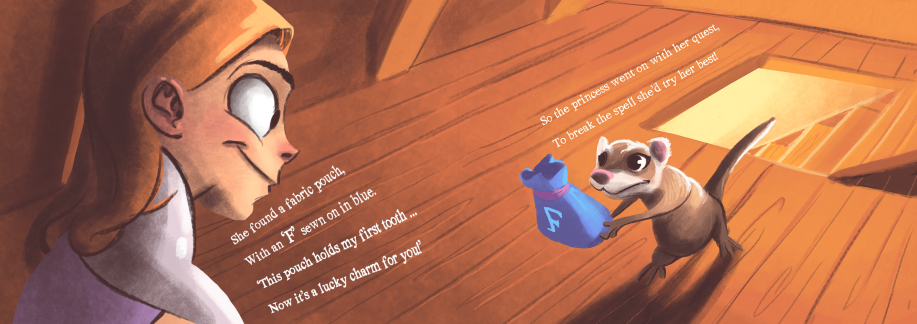 She found a fabric pouch,
With an 'F' sewn on in blue.
'This pouch holds my first tooth ...
Now it's a lucky charm for you!'
So the princess went on with her quest,
To break the spell she'd try her best!
F